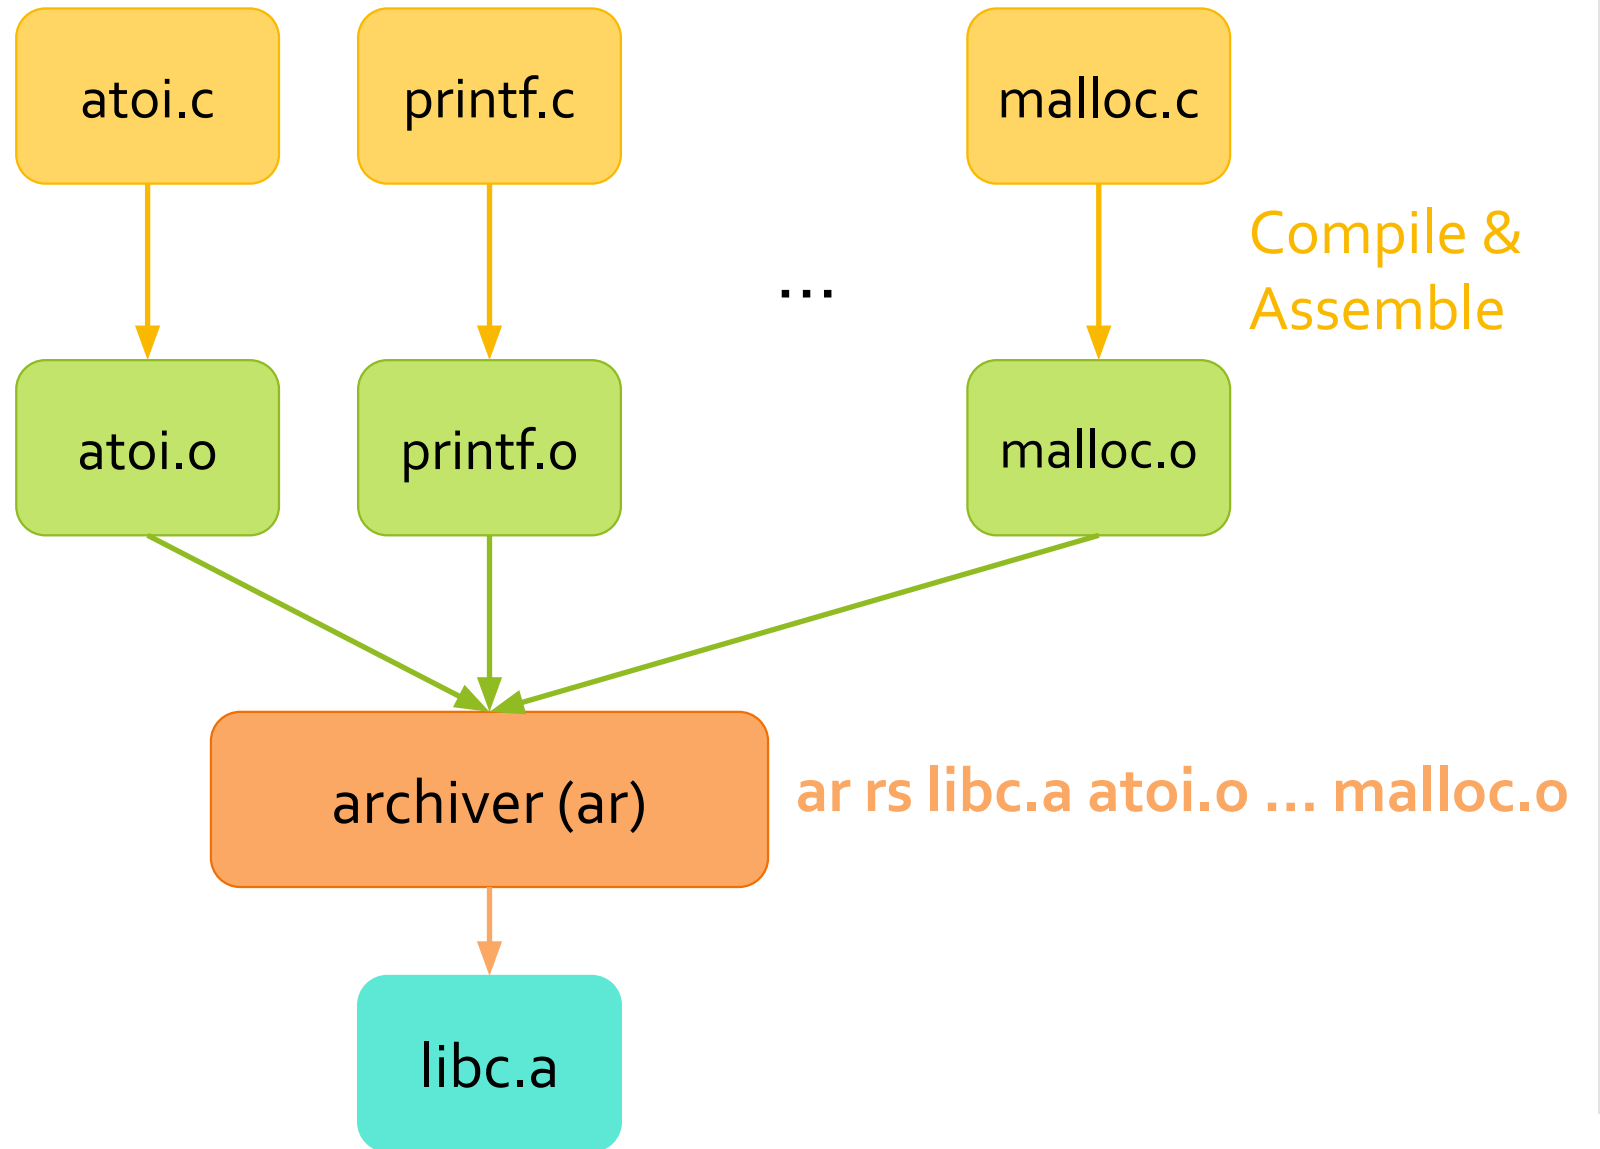 atoi.c
printf.c
malloc.c
Compile &
Assemble
...
atoi.o
printf.o
malloc.o
archiver (ar)
ar rs libc.a atoi.o ... malloc.o
libc.a